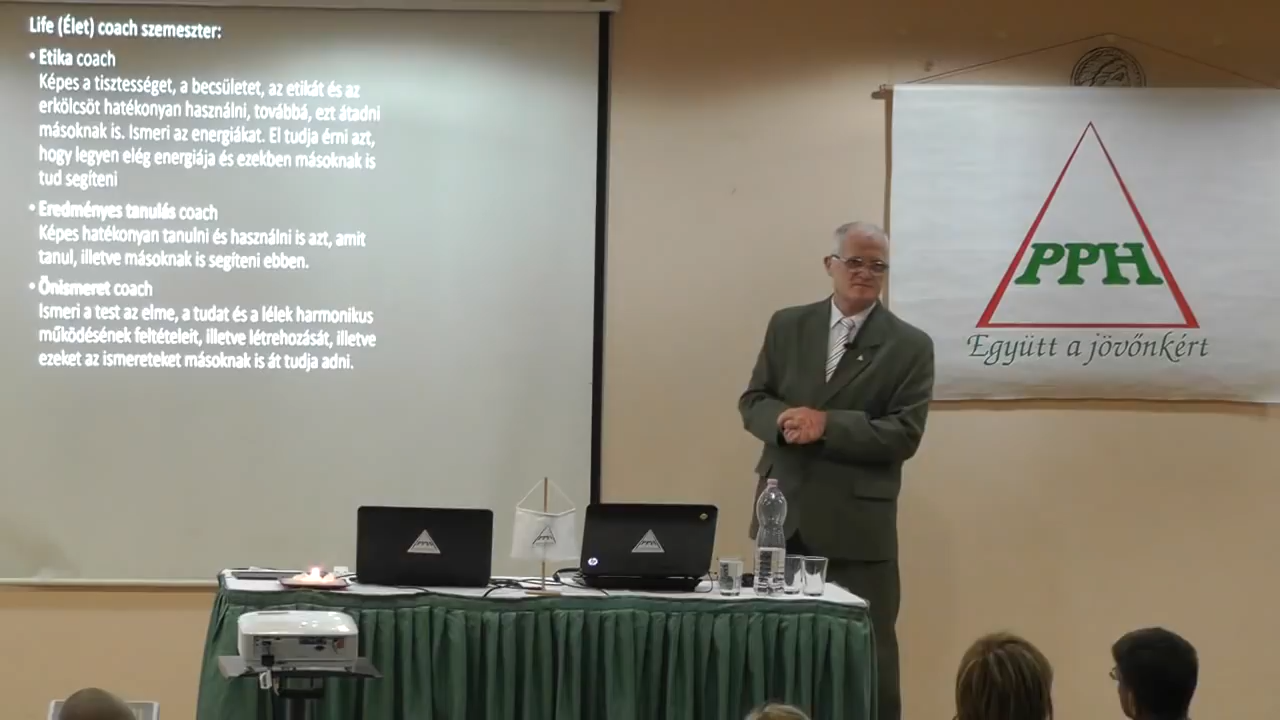 Life (Élet) coach szemeszter:
• Etika coach
Képes a tisztességet, a becsületet, az etikát és az
erkölcsöt hatékonyan használni, továbbá, ezt átadni
másoknak is. Ismeri az energiákat. El tudja érni azt,
hogy legyen elég energiája és ezekben másoknak is
tud segíteni
• Eredményes tanulás coach
Képes hatékonyan tanulni és használni is azt, amit
tanul, illetve másoknak is segíteni ebben.
• Önismeret coach
Ismeri a test az elme, a tudat és a lélek harmonikus
működésének feltételeit, illetve létrehozását, illetve
ezeket az ismereteket másoknak is át tudja adni.
PPH
Együtt a jövőnkért
hp